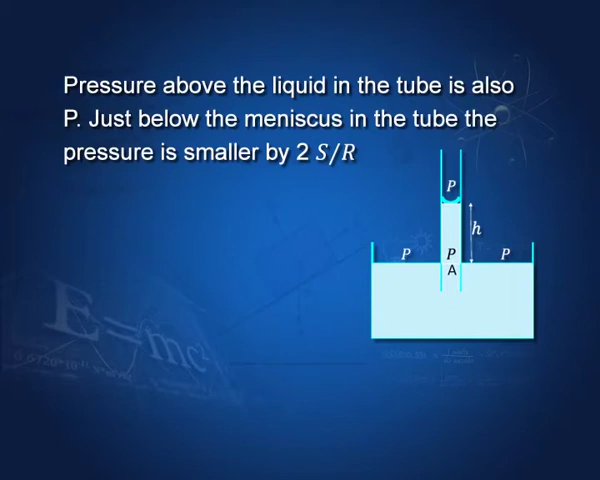 Pressure above the liquid in the tube is also
P. Just below the meniscus in the tube the
pressure is smaller by 2 S/R
P
h
P P P
A
E=mc²